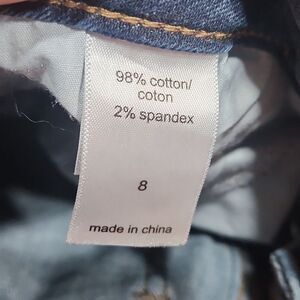 98% cotton/
coton
2% spandex
8
made in china